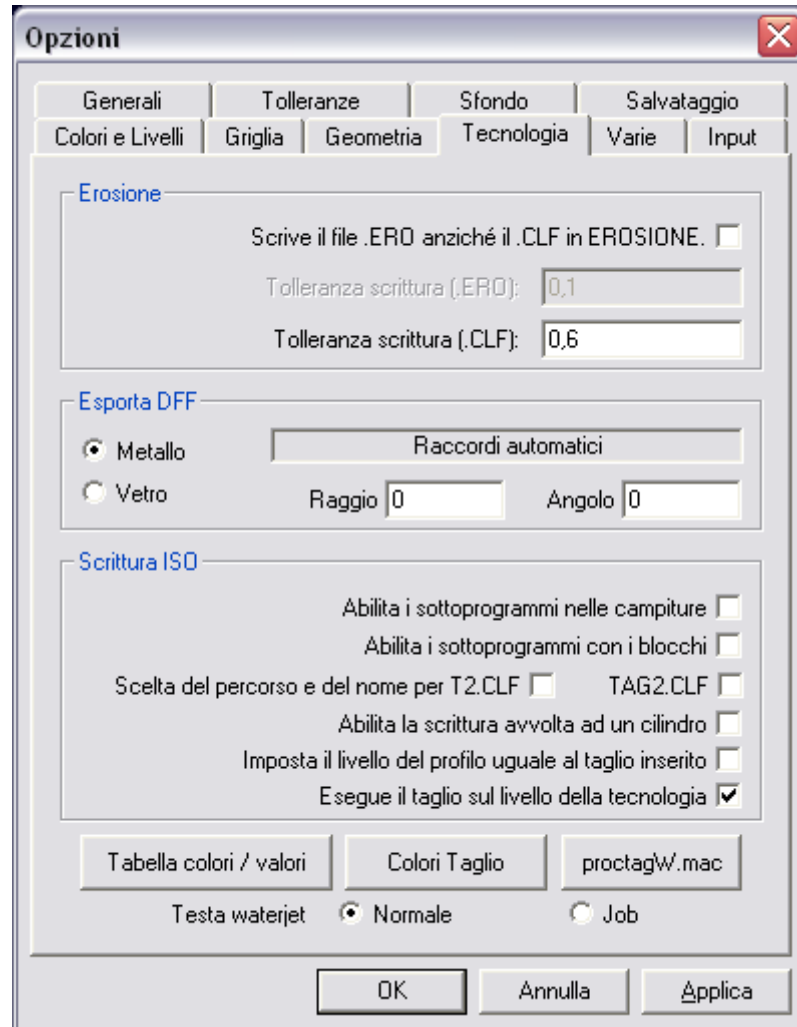 Opzioni
Generali Tolleranze Sfondo Salvataggio
Colori e Livelli Griglia Geometria Tecnologia Varie Input
Erosione
Scrive il file .ERO anziché il .CLF in EROSIONE.
Tolleranza scrittura (.ERO): 0,1
Tolleranza scrittura (.CLF): 0,6
Esporta DFF
Metallo Raccordi automatici
Vetro Raggio 0 Angolo 0
Scrittura ISO
Abilita i sottoprogrammi nelle campiture
Abilita i sottoprogrammi con i blocchi
Scelta del percorso e del nome per T2.CLF TAG2.CLF
Abilita la scrittura avvolta ad un cilindro
Imposta il livello del profilo uguale al taglio inserito
Esegue il taglio sul livello della tecnologia
Tabella colori / valori Colori Taglio proctagW.mac
Testa waterjet Normale Job
OK Annulla Applica